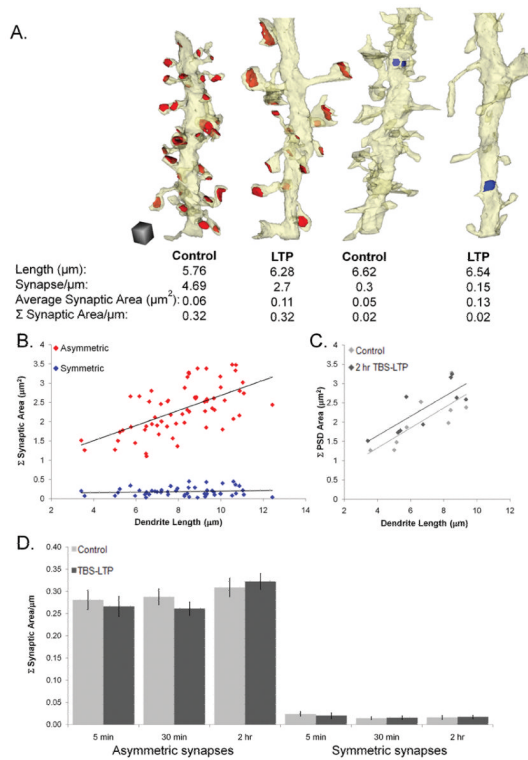 A.
Control LTP Control LTP
Length (µm): 5.76 6.28 6.62 6.54
Synapse/µm: 4.69 2.7 0.3 0.15
Average Synaptic Area (µm²): 0.06 0.11 0.05 0.13
Σ Synaptic Area/µm: 0.32 0.32 0.02 0.02
B.
Asymmetric
Symmetric
Σ Synaptic Area (µm²)
4
3.5
3
2.5
2
1.5
1
0.5
0
2 4 6 8 10 12 14
Dendrite Length (µm)
C.
Control
2 hr TBS-LTP
Σ PSD Area (µm²)
4
3.5
3
2.5
2
1.5
1
0.5
0
2 4 6 8 10 12 14
Dendrite Length (µm)
D.
Control
TBS-LTP
Σ Synaptic Area/µm
0.40
0.35
0.30
0.25
0.20
0.15
0.10
0.05
0
5 min 30 min 2 hr 5 min 30 min 2 hr
Asymmetric synapses Symmetric synapses